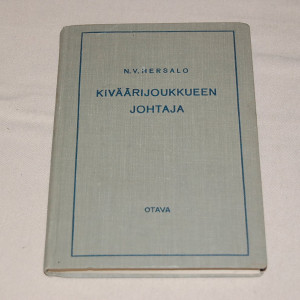 N.V.HERSALO
KIVÄÄRIJOUKKUEEN
JOHTAJA
OTAVA